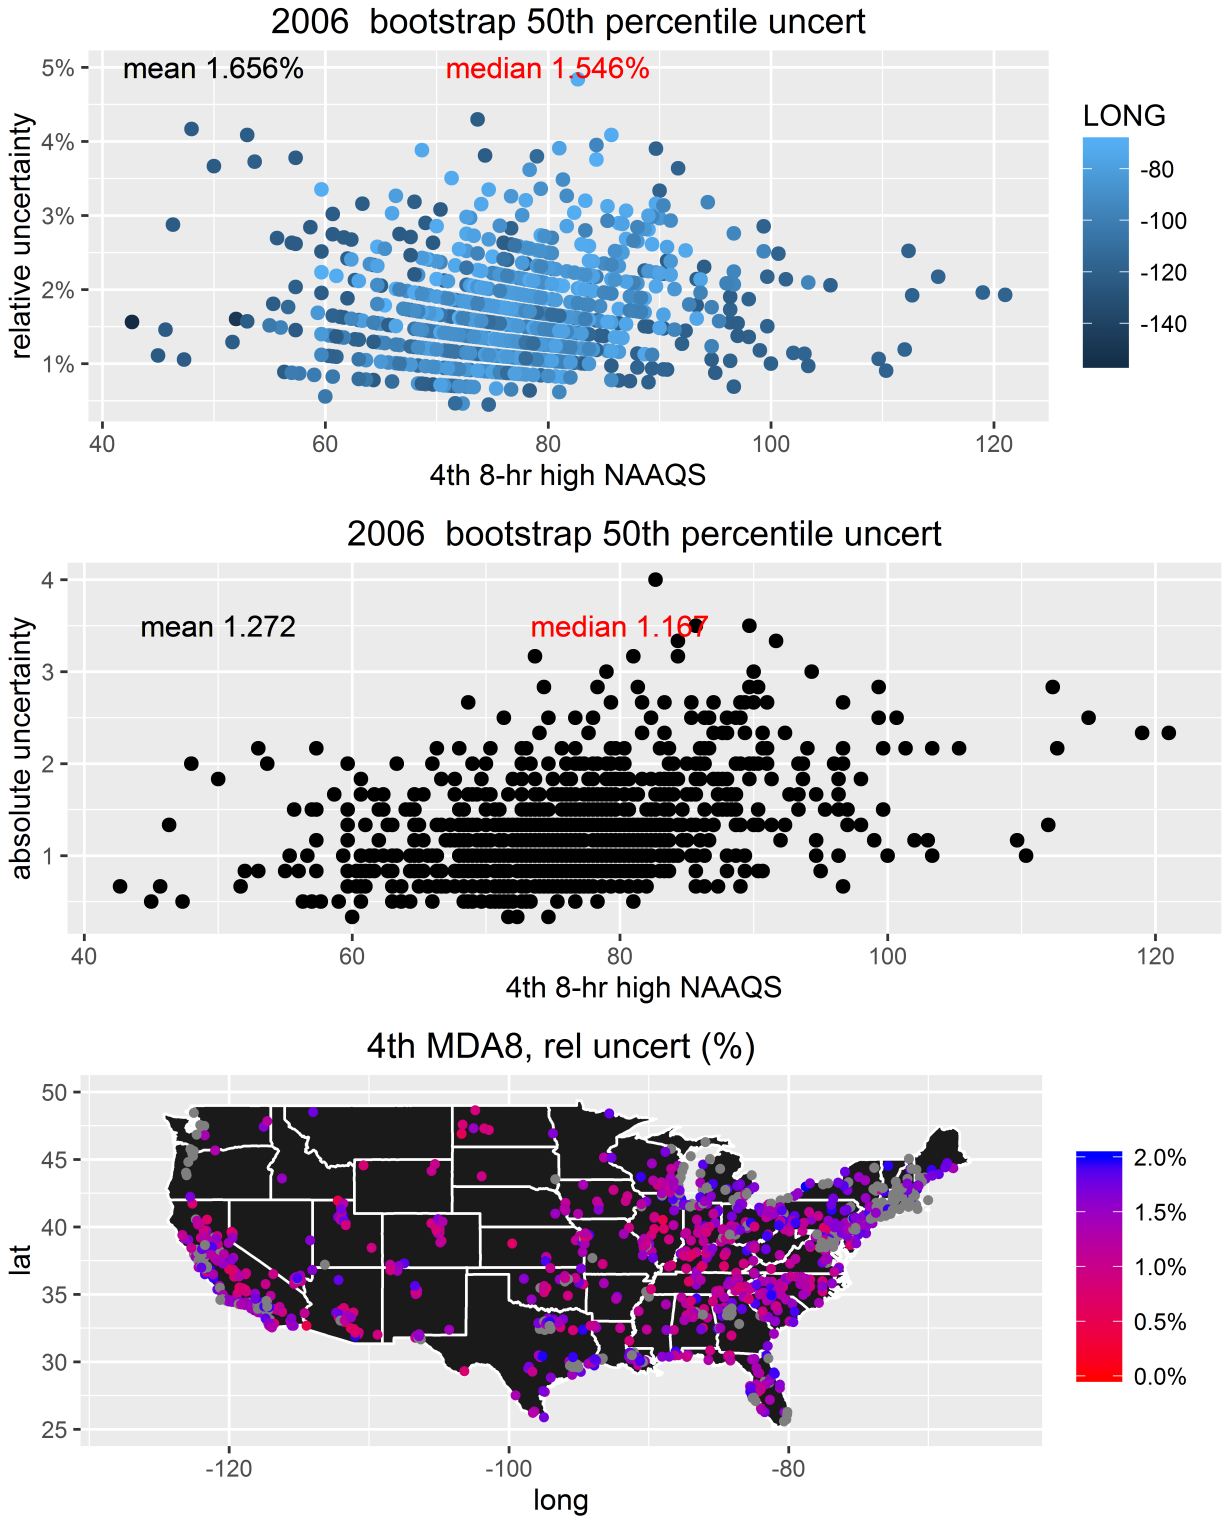 2006  bootstrap 50th percentile uncert
mean 1.656%
median 1.546%
relative uncertainty
5%
4%
3%
2%
1%
40 60 80 100 120
4th 8-hr high NAAQS
LONG
-80
-100
-120
-140
2006  bootstrap 50th percentile uncert
mean 1.272
median 1.167
absolute uncertainty
4
3
2
1
40 60 80 100 120
4th 8-hr high NAAQS
4th MDA8, rel uncert (%)
lat
50
45
40
35
30
25
-120 -100 -80
long
2.0%
1.5%
1.0%
0.5%
0.0%